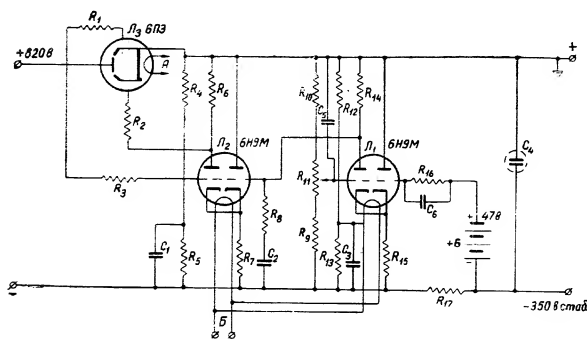 R₁
Л₃ 6ПЭ
+820в
A
R₂
R₄
R₆
R₁₀
C₅
R₁₂
R₁₄
+
Л₂
6Н9М
Л₁
6Н9М
C₄
R₃
R₁₁
R₁₆
C₆
+ 47в
+Б
R₈
R₉
C₁
R₅
R₇
C₂
R₁₃
C₃
R₁₅
R₁₇
–
Б
-350 в стаб